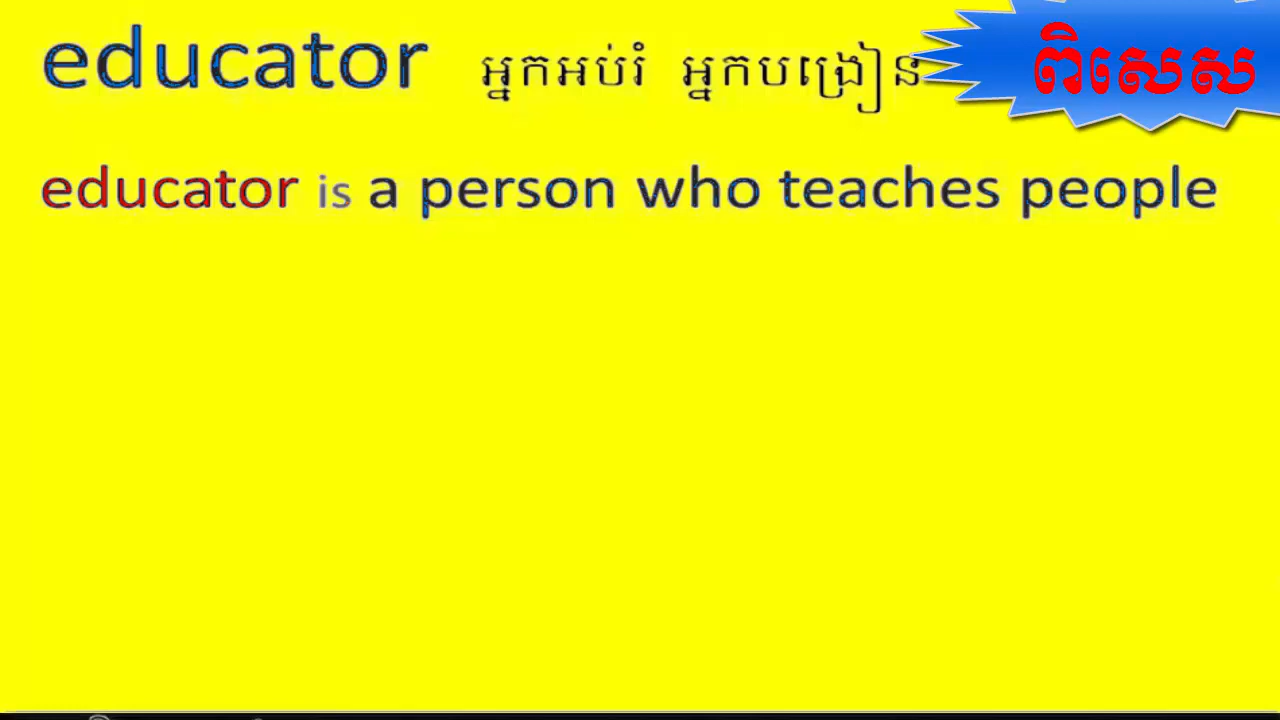 educator អ្នកអប់រំ អ្នកបង្រៀន ពិសេស
educator is a person who teaches people